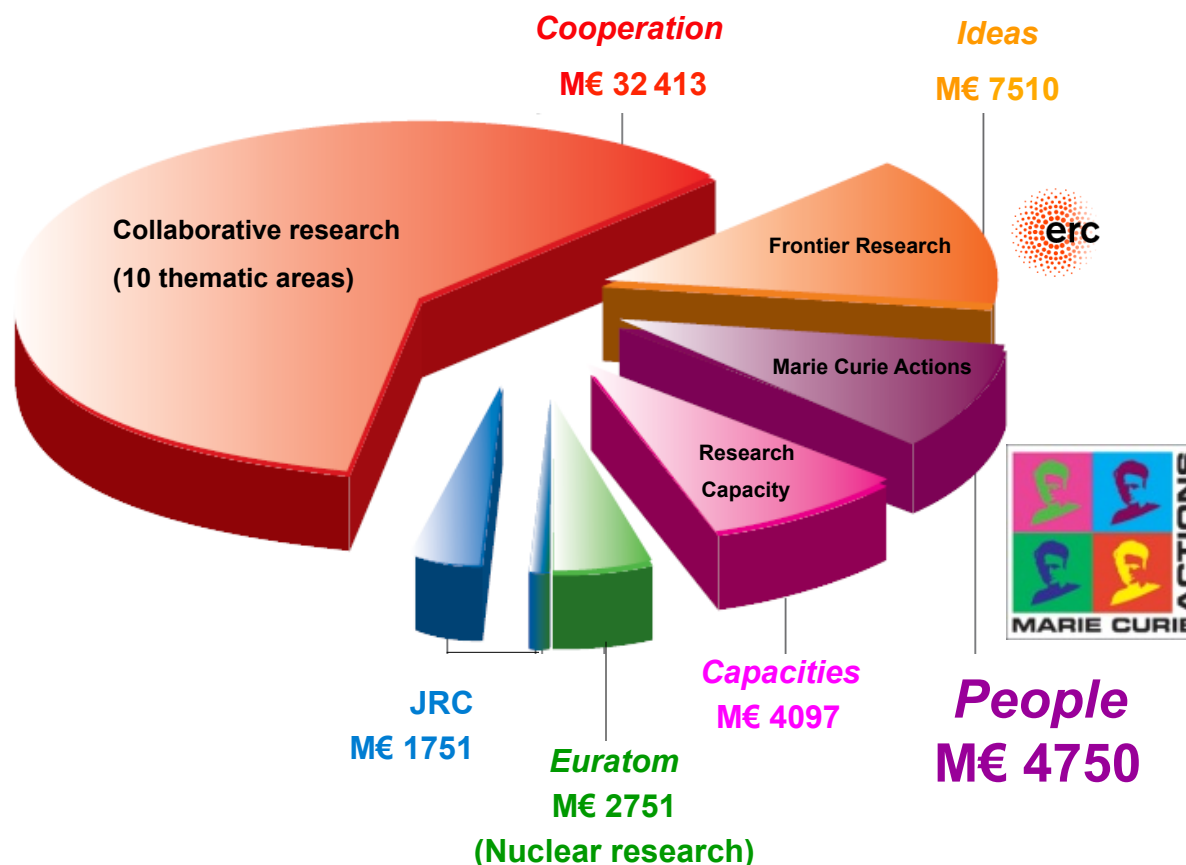 Cooperation
M€ 32 413
Ideas
M€ 7510
Collaborative research
(10 thematic areas)
Frontier Research
erc
Marie Curie Actions
Research
Capacity
ACTIONS
MARIE CURIE
JRC
M€ 1751
Euratom
M€ 2751
(Nuclear research)
Capacities
M€ 4097
People
M€ 4750